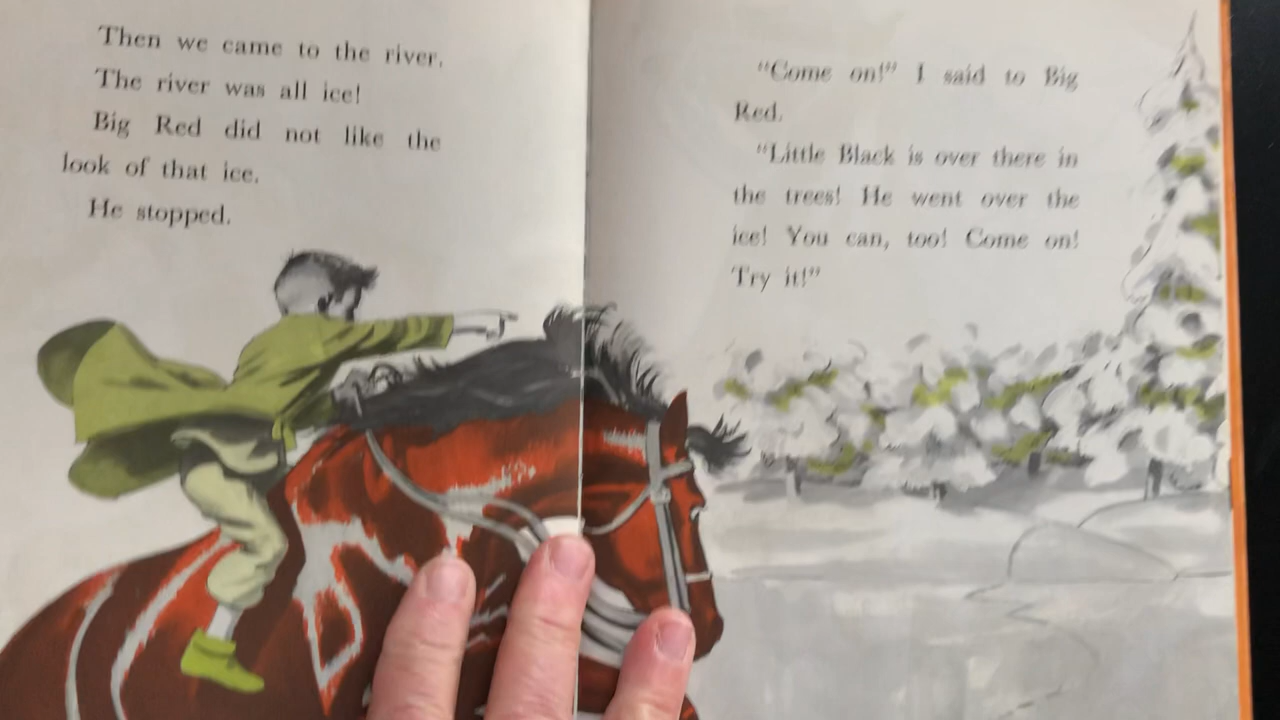 Then we came to the river.
The river was all ice!
Big Red did not like the
look of that ice.
He stopped.
"Come on!" I said to Big
Red.
"Little Black is over there in
the trees! He went over the
ice! You can, too! Come on!
Try it!"